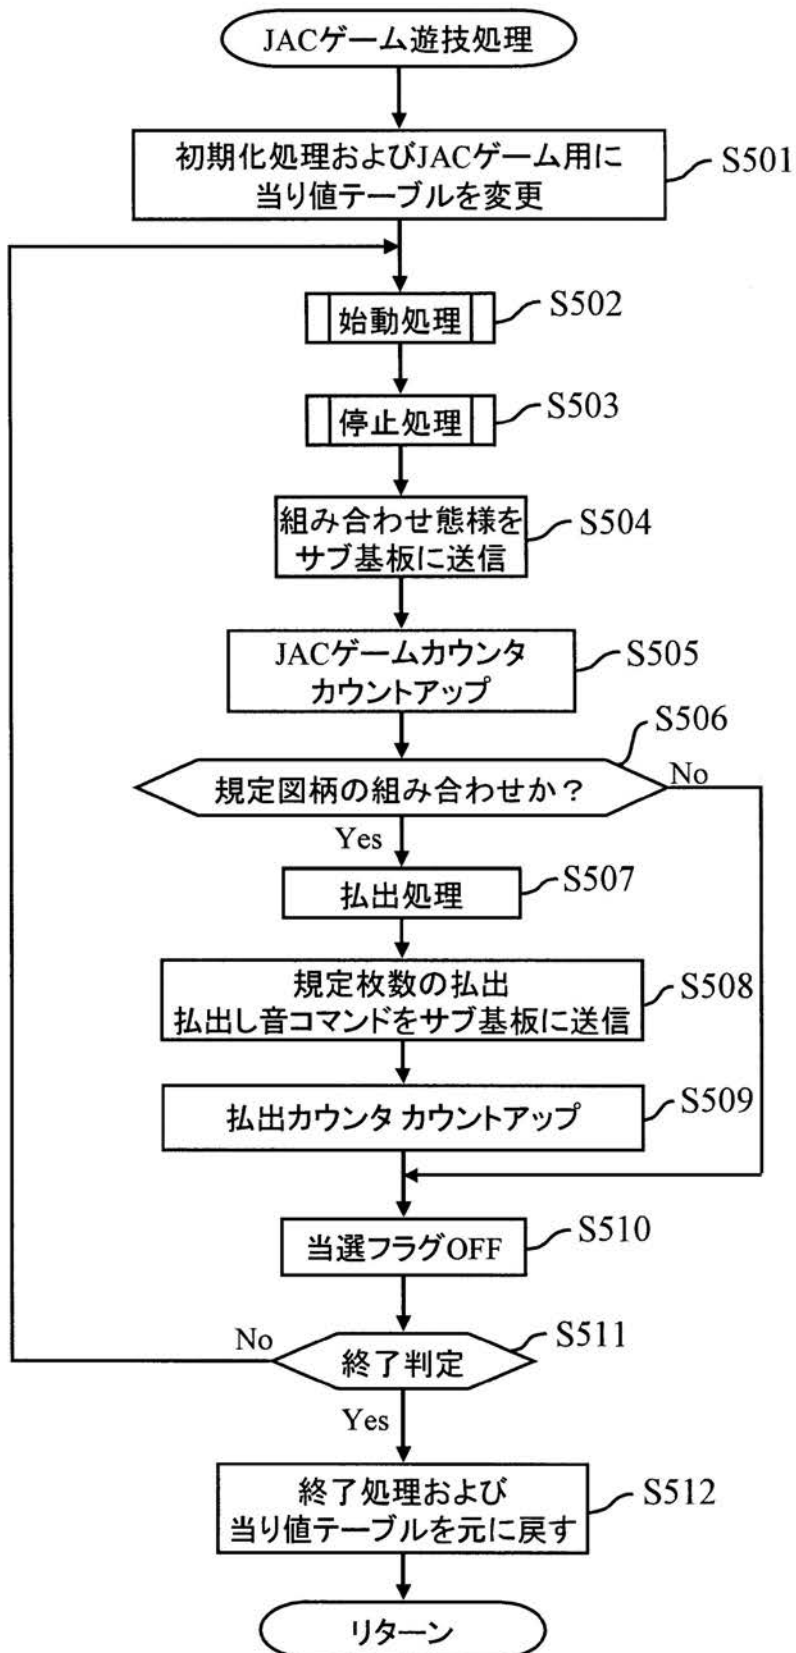 JACゲーム遊技処理
初期化処理およびJACゲーム用に
当り値テーブルを変更
S501
始動処理
S502
停止処理
S503
組み合わせ態様を
サブ基板に送信
S504
JACゲームカウンタ
カウントアップ
S505
規定図柄の組み合わせか？
S506
No
Yes
払出処理
S507
規定枚数の払出
払出し音コマンドをサブ基板に送信
S508
払出カウンタ カウントアップ
S509
当選フラグOFF
S510
No
終了判定
S511
Yes
終了処理および
当り値テーブルを元に戻す
S512
リターン